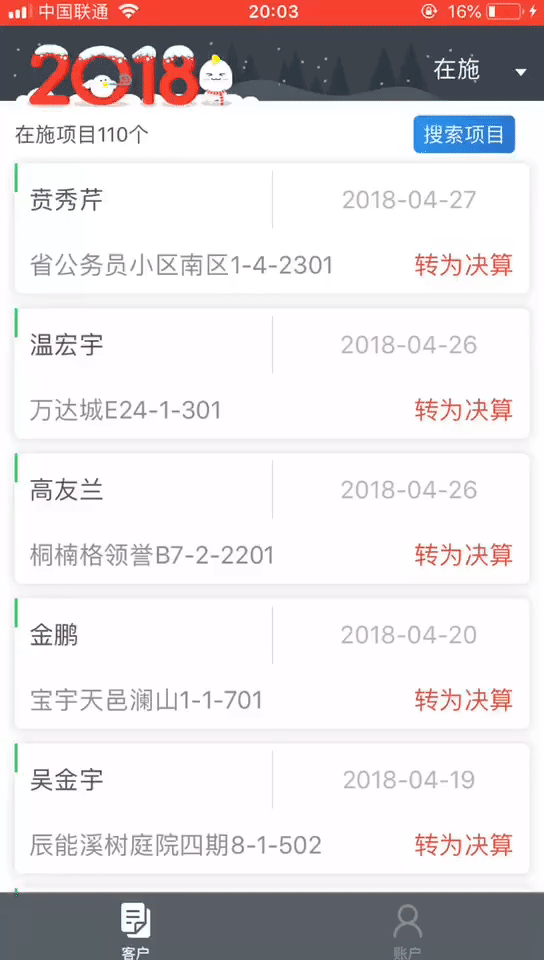 中国联通 20:03 16%
2018 在施
在施项目110个 搜索项目
贲秀芹 2018-04-27
省公务员小区南区1-4-2301 转为决算
温宏宇 2018-04-26
万达城E24-1-301 转为决算
高友兰 2018-04-26
桐楠格领誉B7-2-2201 转为决算
金鹏 2018-04-20
宝宇天邑澜山1-1-701 转为决算
吴金宇 2018-04-19
辰能溪树庭院四期8-1-502 转为决算
客户 账户